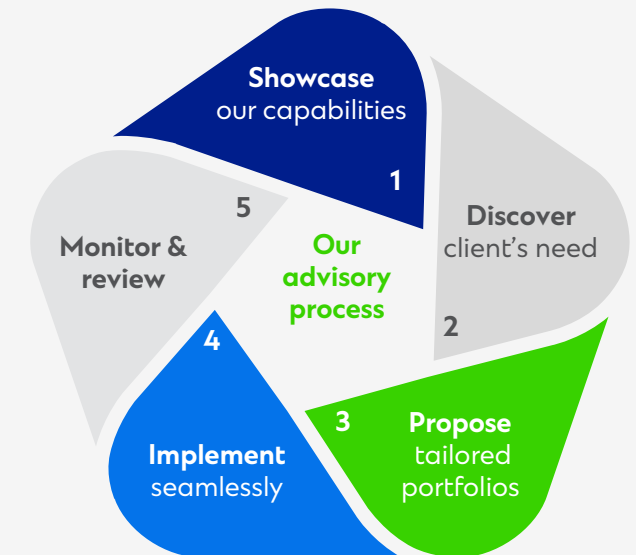 Showcase
our capabilities
1
Discover
client's need
2
3
Propose
tailored
portfolios
4
Implement
seamlessly
5
Monitor &
review
Our
advisory
process